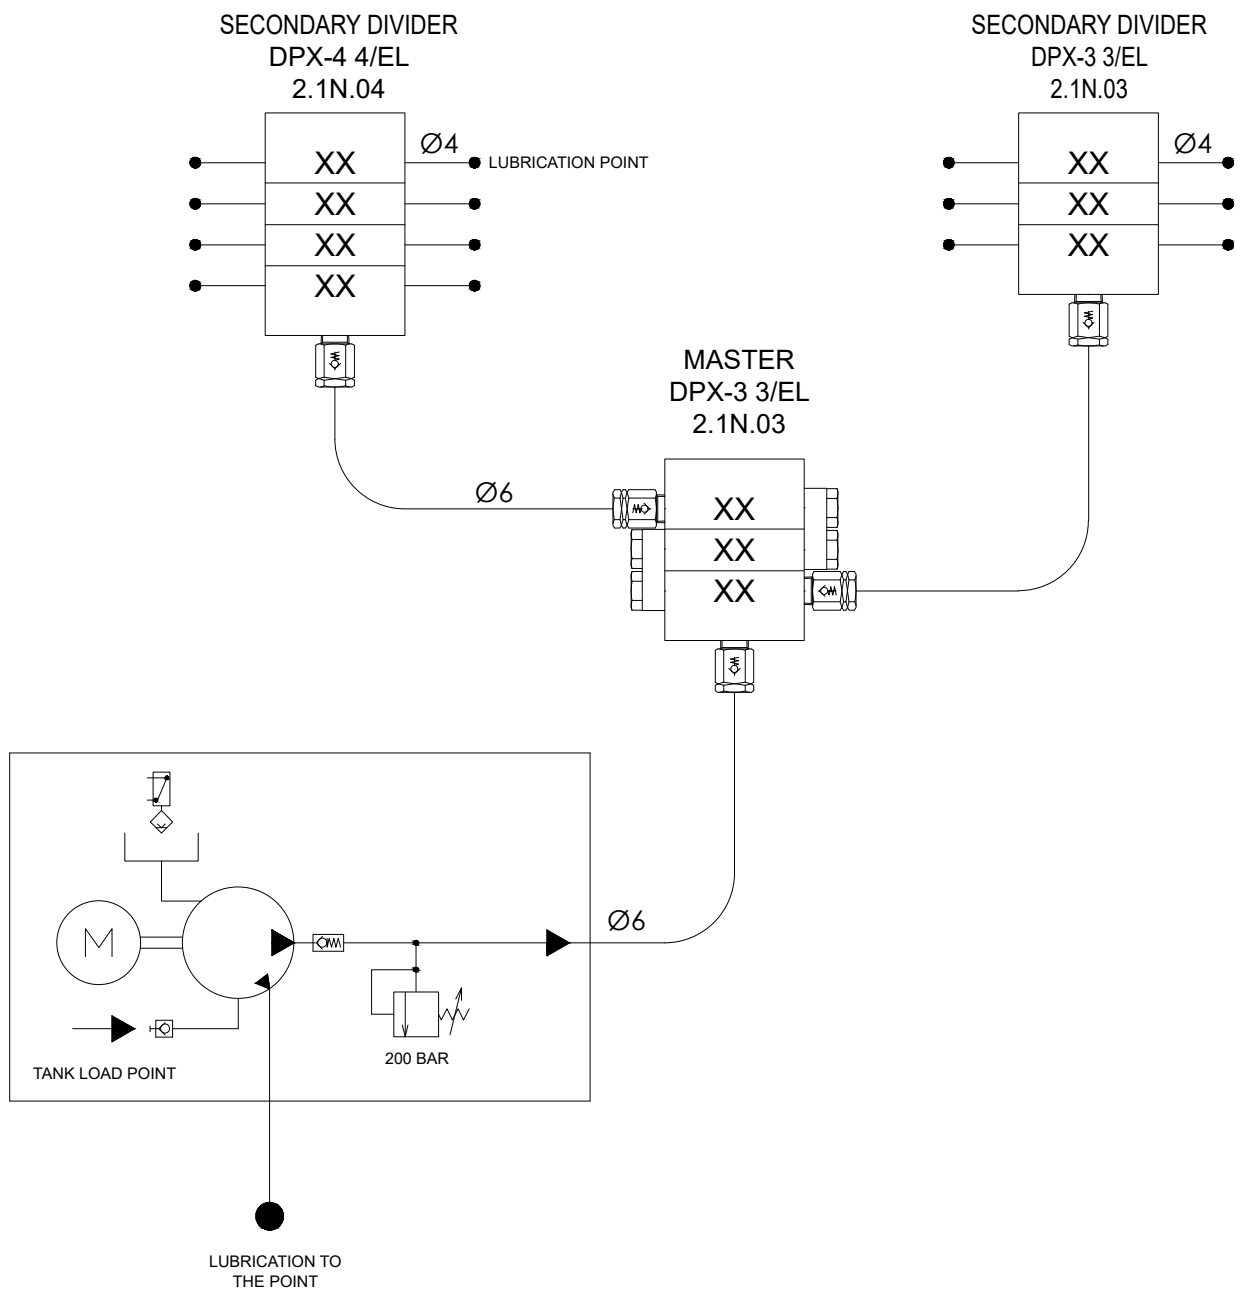 SECONDARY DIVIDER
DPX-4 4/EL
2.1N.04
SECONDARY DIVIDER
DPX-3 3/EL
2.1N.03
XX
XX
XX
XX
Ø4
LUBRICATION POINT
XX
XX
XX
Ø4
MASTER
DPX-3 3/EL
2.1N.03
Ø6
XX
XX
XX
M
Ø6
200 BAR
TANK LOAD POINT
LUBRICATION TO
THE POINT